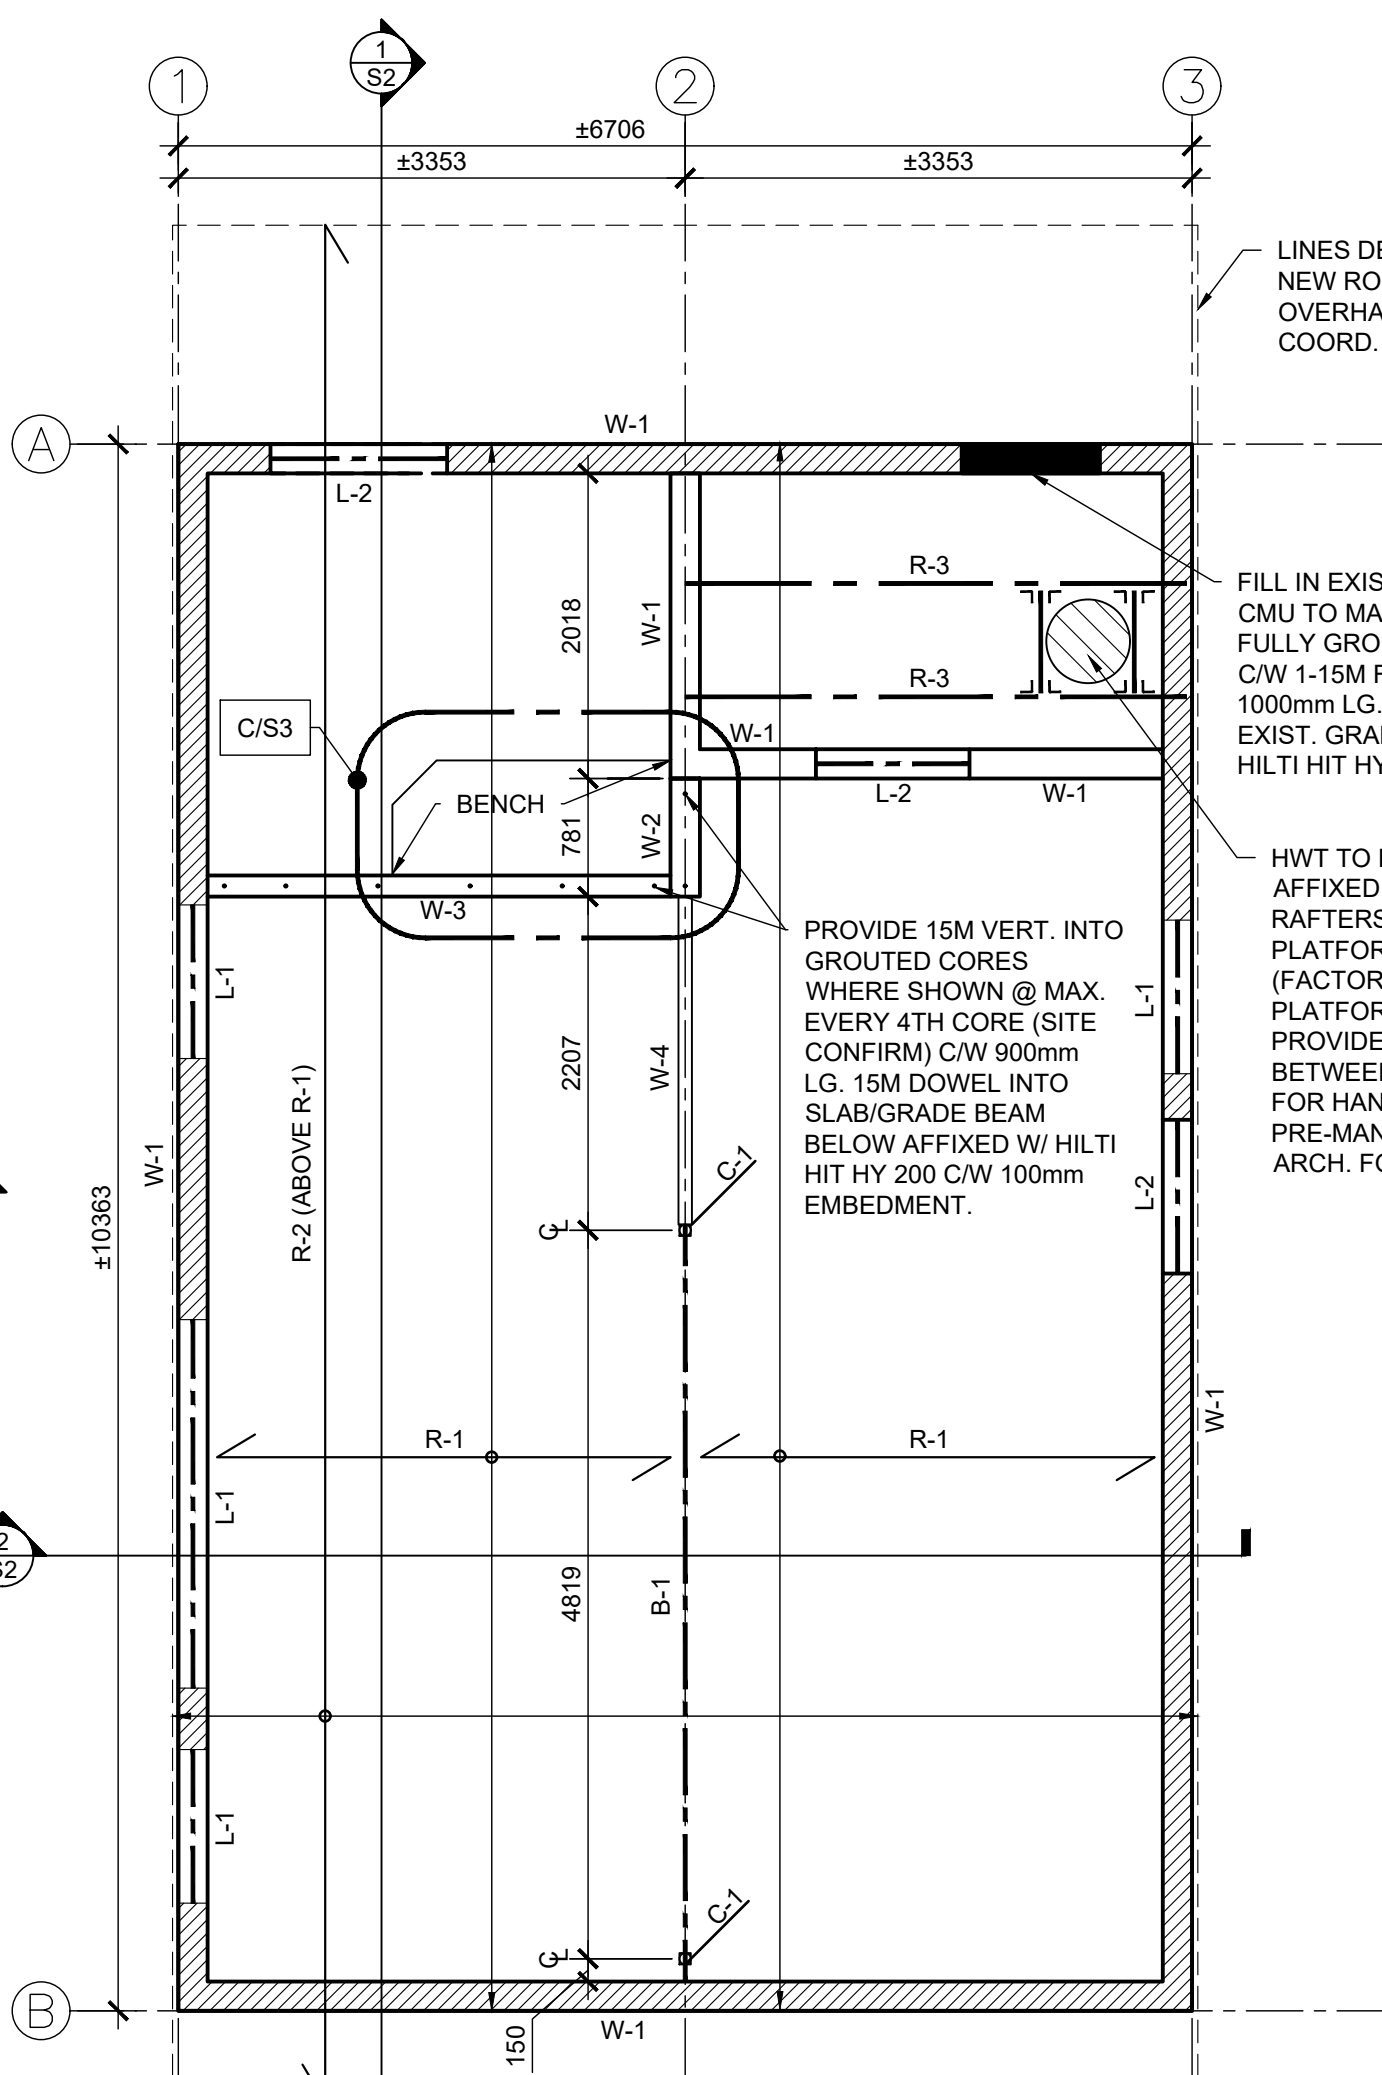 1
S2
1
2
3
±6706
±3353
±3353
LINES DE
NEW RO
OVERHA
COORD.
A
W-1
L-2
R-3
2018
W-1
FILL IN EXIS
CMU TO MA
FULLY GRO
C/W 1-15M
1000mm LG.
EXIST. GRA
HILTI HIT HY
R-3
C/S3
W-1
BENCH
L-2
W-1
781
W-2
HWT TO
AFFIXED
RAFTERS
PLATFOR
(FACTOR
PLATFOR
PROVIDE
BETWEE
FOR HAN
PRE-MAN
ARCH. FO
W-3
PROVIDE 15M VERT. INTO
GROUTED CORES
WHERE SHOWN @ MAX.
EVERY 4TH CORE (SITE
CONFIRM) C/W 900mm
LG. 15M DOWEL INTO
SLAB/GRADE BEAM
BELOW AFFIXED W/ HILTI
HIT HY 200 C/W 100mm
EMBEDMENT.
L-1
L-1
2207
W-4
R-2 (ABOVE R-1)
W-1
±10363
C-1
L-2
CL
W-1
R-1
R-1
L-1
2
S2
4819
B-1
L-1
C-1
CL
B
150
W-1